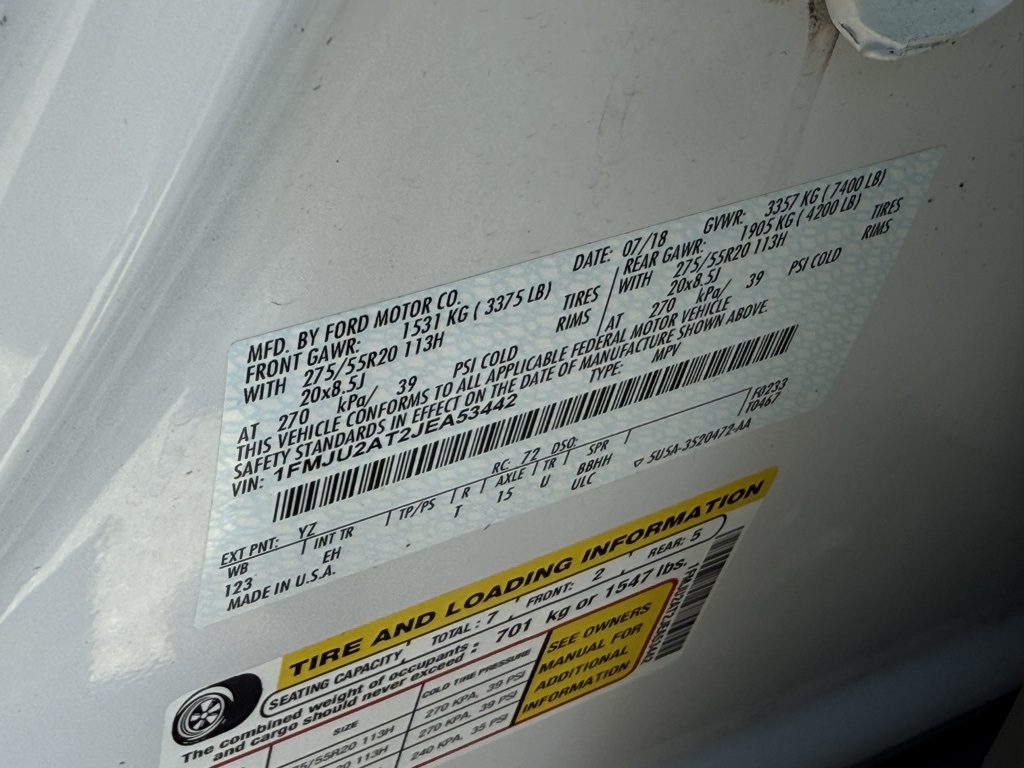 MFD. BY FORD MOTOR CO.
DATE: 07/18 GVWR: 3357 KG ( 7400 LB)
FRONT GAWR: 1531 KG ( 3375 LB)
REAR GAWR: 1905 KG ( 4200 LB)
WITH 275/55R20 113H TIRES
WITH 275/55R20 113H TIRES
20x8.5J RIMS
20x8.5J RIMS
AT 270 kPa/ 39 PSI COLD
AT 270 kPa/ 39 PSI COLD
THIS VEHICLE CONFORMS TO ALL APPLICABLE FEDERAL MOTOR VEHICLE
SAFETY STANDARDS IN EFFECT ON THE DATE OF MANUFACTURE SHOWN ABOVE.
VIN: 1FMJU2AT2JEA53442 TYPE: MPV
EXT PNT: YZ RC: 72 DSO: F0233
WB INT TR TP/PS R AXLE TR SPR T0467
123 EH T 15 U BBHH
ULC
MADE IN U.S.A. 5U5A-3520472-AA
TIRE AND LOADING INFORMATION
SEATING CAPACITY TOTAL: 7 FRONT: 2 REAR: 5
The combined weight of occupants
and cargo should never exceed : 701 kg or 1547 lbs.
SIZE COLD TIRE PRESSURE
275/55R20 113H 270 KPA, 39 PSI
113H 270 KPA, 39 PSI
240 KPA, 35 PSI
SEE OWNERS
MANUAL FOR
ADDITIONAL
INFORMATION